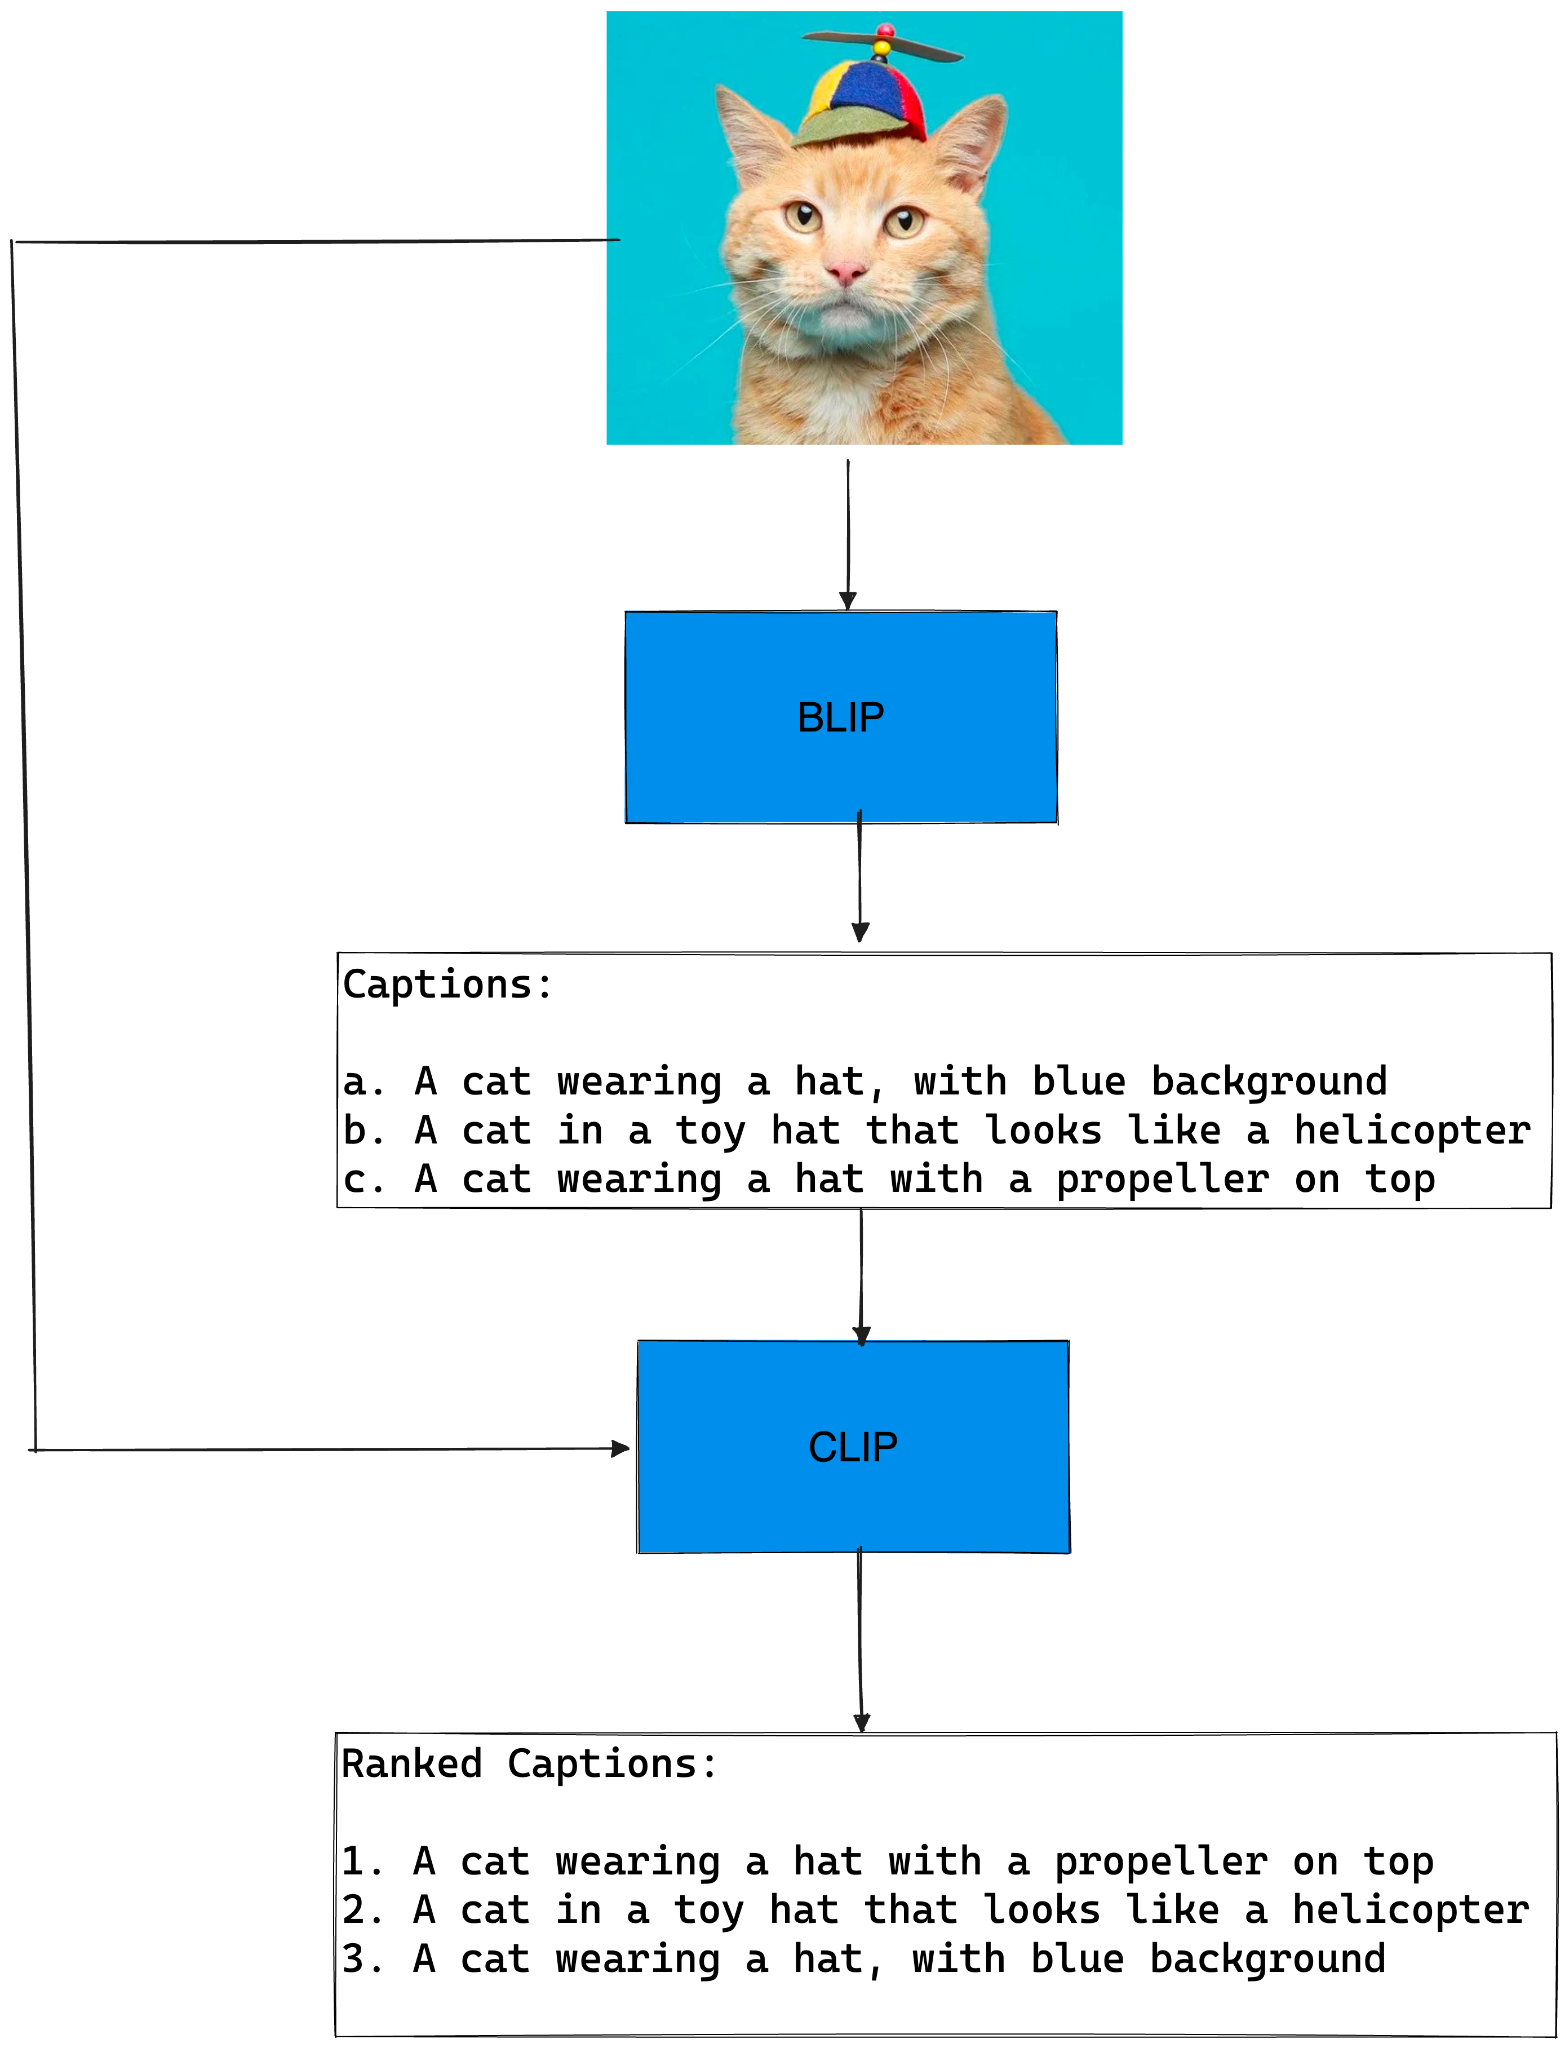 BLIP
Captions:
a. A cat wearing a hat, with blue background
b. A cat in a toy hat that looks like a helicopter
c. A cat wearing a hat with a propeller on top
CLIP
Ranked Captions:
1. A cat wearing a hat with a propeller on top
2. A cat in a toy hat that looks like a helicopter
3. A cat wearing a hat, with blue background